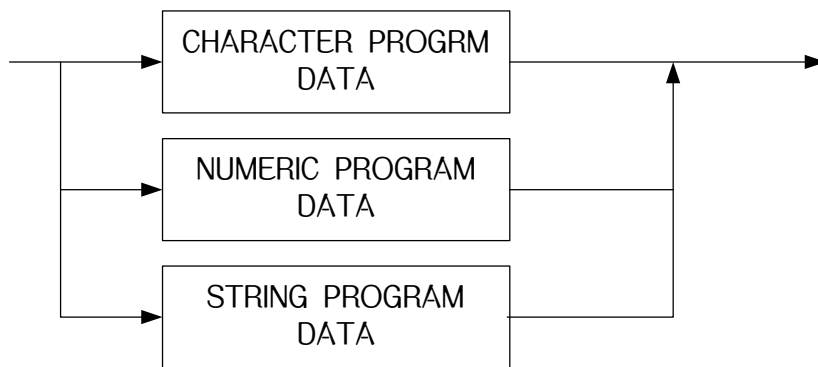 CHARACTER PROGRM
DATA
NUMERIC PROGRAM
DATA
STRING PROGRAM
DATA